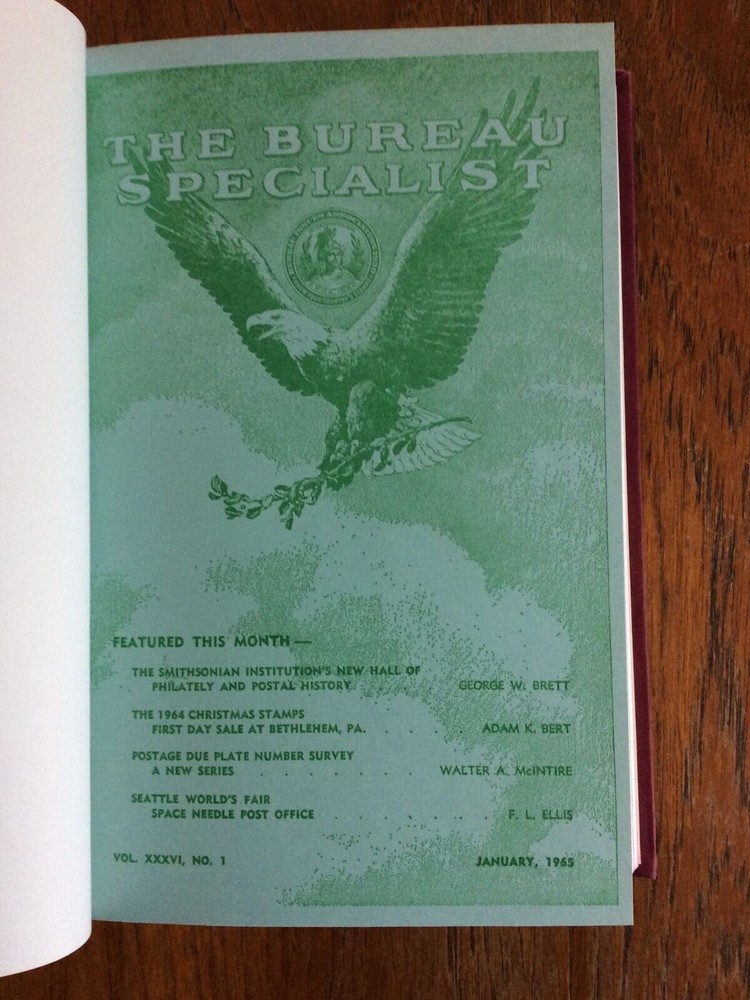 THE BUREAU
SPECIALIST
FEATURED THIS MONTH —
THE SMITHSONIAN INSTITUTION'S NEW HALL OF
PHILATELY AND POSTAL HISTORY GEORGE W. BRETT
THE 1964 CHRISTMAS STAMPS
FIRST DAY SALE AT BETHLEHEM, PA. . . . . . ADAM K. BERT
POSTAGE DUE PLATE NUMBER SURVEY
A NEW SERIES . . . . . . . WALTER A. McINTIRE
SEATTLE WORLD'S FAIR
SPACE NEEDLE POST OFFICE . . . . . . . . F. L. ELLIS
VOL. XXXVI, NO. 1 JANUARY, 1965